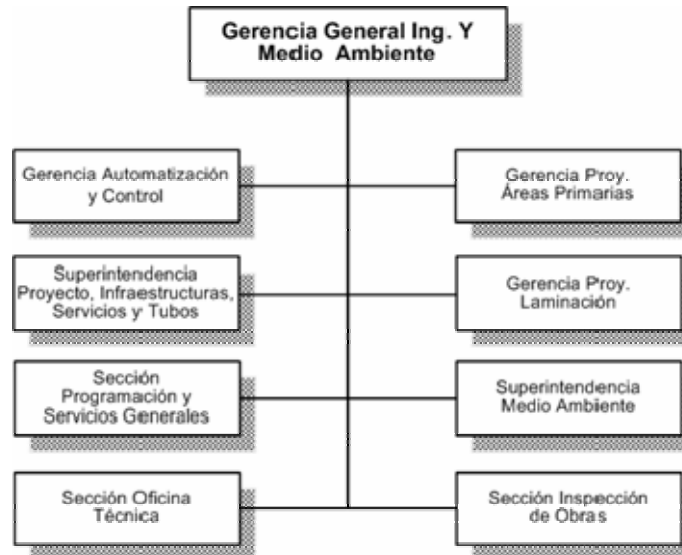 Gerencia General Ing. Y
Medio Ambiente
Gerencia Automatización
y Control
Gerencia Proy.
Áreas Primarias
Superintendencia
Proyecto, Infraestructuras,
Servicios y Tubos
Gerencia Proy.
Laminación
Sección
Programación y
Servicios Generales
Superintendencia
Medio Ambiente
Sección Oficina
Técnica
Sección Inspección
de Obras